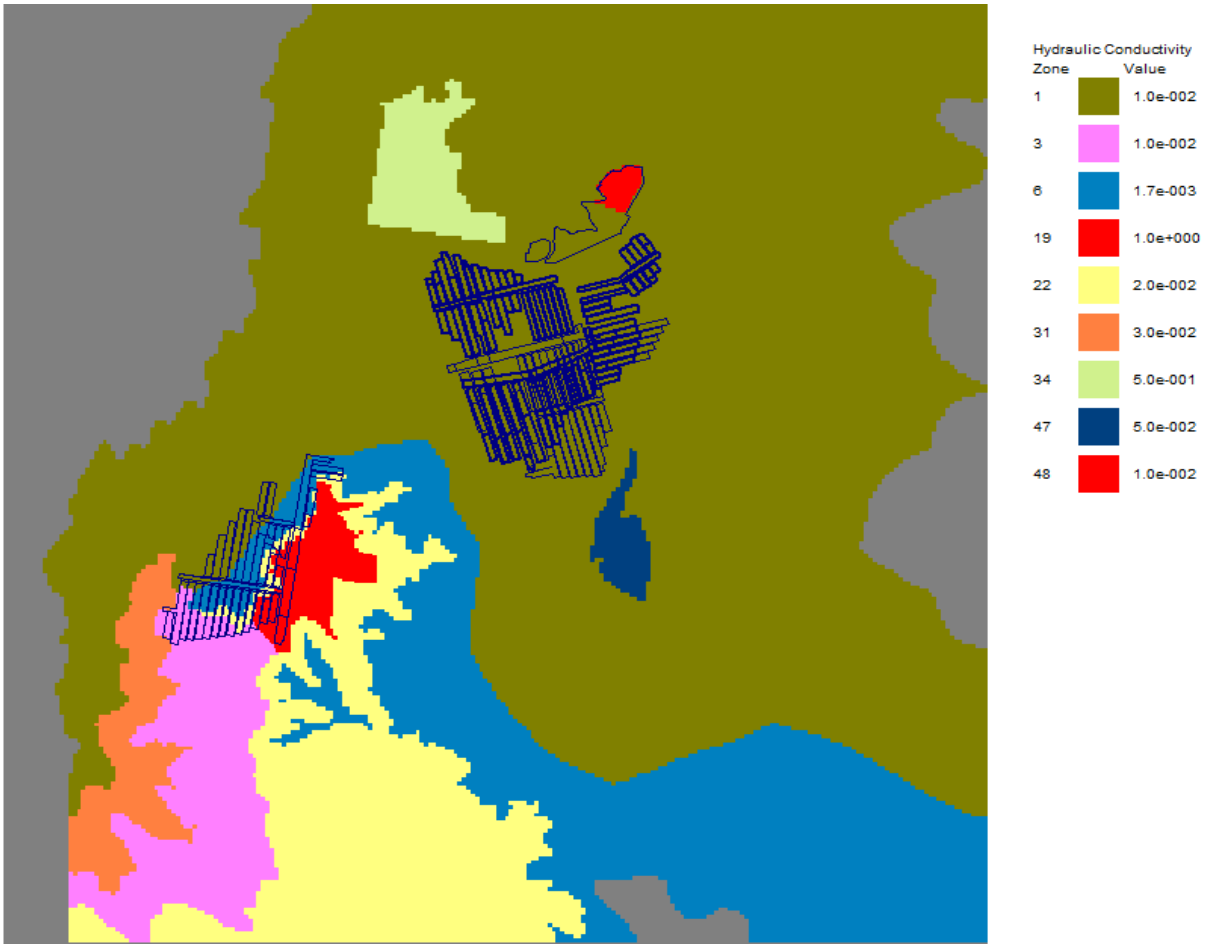 Hydraulic Conductivity
Zone Value
1 1.0e-002
3 1.0e-002
6 1.7e-003
19 1.0e+000
22 2.0e-002
31 3.0e-002
34 5.0e-001
47 5.0e-002
48 1.0e-002